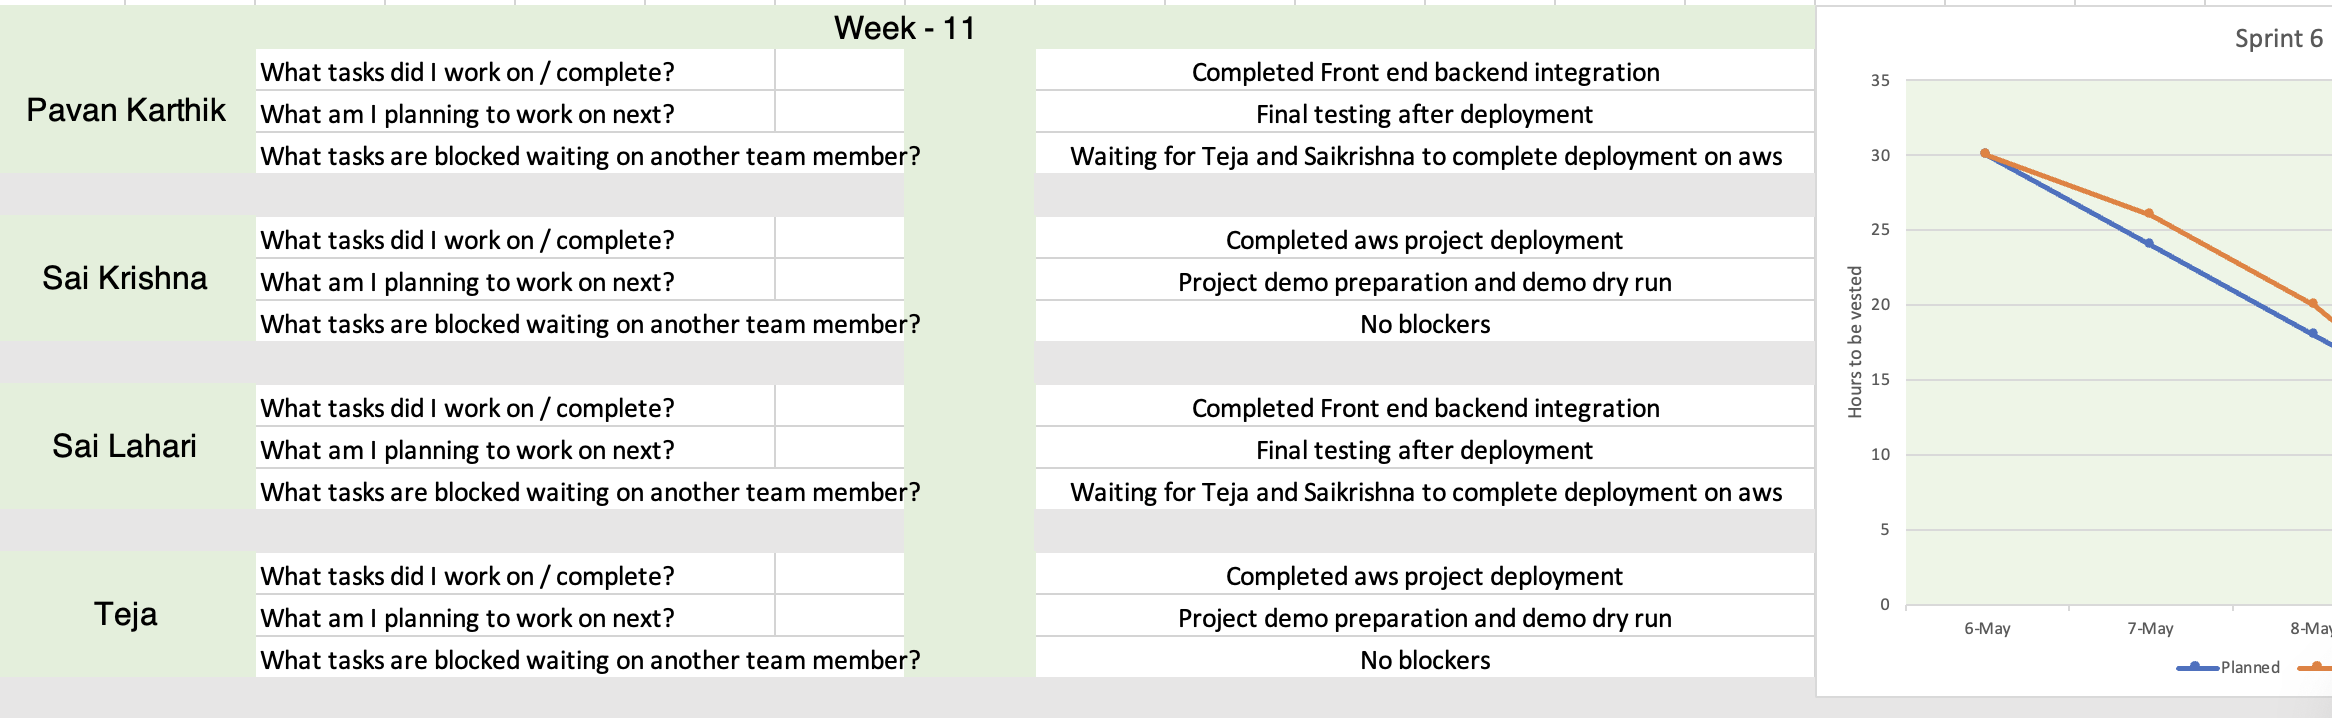 Week - 11
Pavan Karthik
What tasks did I work on / complete?
Completed Front end backend integration
What am I planning to work on next?
Final testing after deployment
What tasks are blocked waiting on another team member?
Waiting for Teja and Saikrishna to complete deployment on aws
Sai Krishna
What tasks did I work on / complete?
Completed aws project deployment
What am I planning to work on next?
Project demo preparation and demo dry run
What tasks are blocked waiting on another team member?
No blockers
Sai Lahari
What tasks did I work on / complete?
Completed Front end backend integration
What am I planning to work on next?
Final testing after deployment
What tasks are blocked waiting on another team member?
Waiting for Teja and Saikrishna to complete deployment on aws
Teja
What tasks did I work on / complete?
Completed aws project deployment
What am I planning to work on next?
Project demo preparation and demo dry run
What tasks are blocked waiting on another team member?
No blockers
Sprint 6
Hours to be vested
35
30
25
20
15
10
5
0
6-May
7-May
8-May
Planned